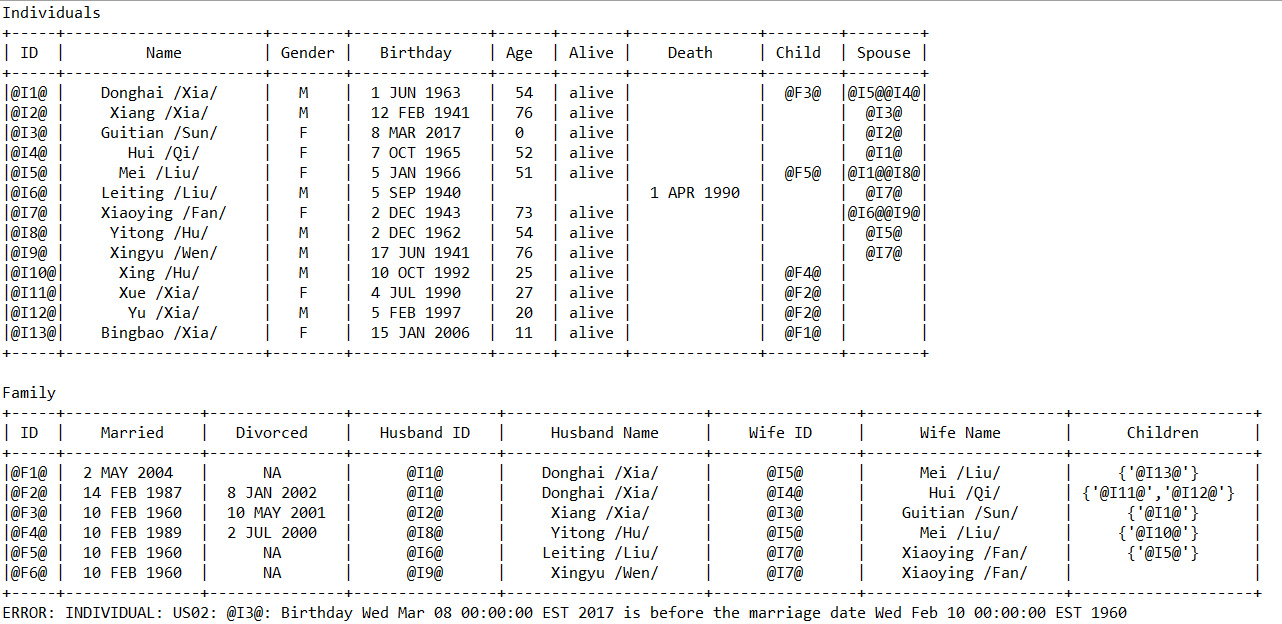 Individuals
+-----+----------------------+--------+---------------+------+-------+--------------+--------+--------+
| ID  |         Name         | Gender |   Birthday    | Age  | Alive |    Death     | Child  | Spouse |
+-----+----------------------+--------+---------------+------+-------+--------------+--------+--------+
|@I1@ |    Donghai /Xia/     |   M    |  1 JUN 1963   |  54  | alive |              |  @F3@  |@I5@@I4@|
|@I2@ |     Xiang /Xia/      |   M    |  12 FEB 1941  |  76  | alive |              |        |  @I3@  |
|@I3@ |    Guitian /Sun/     |   F    |  8 MAR 2017   |  0   | alive |              |        |  @I2@  |
|@I4@ |       Hui /Qi/       |   F    |  7 OCT 1965   |  52  | alive |              |        |  @I1@  |
|@I5@ |      Mei /Liu/       |   F    |  5 JAN 1966   |  51  | alive |              |  @F5@  |@I1@@I8@|
|@I6@ |    Leiting /Liu/     |   M    |  5 SEP 1940   |      |       |  1 APR 1990  |        |  @I7@  |
|@I7@ |    Xiaoying /Fan/    |   F    |  2 DEC 1943   |  73  | alive |              |        |@I6@@I9@|
|@I8@ |     Yitong /Hu/      |   M    |  2 DEC 1962   |  54  | alive |              |        |  @I5@  |
|@I9@ |     Xingyu /Wen/     |   M    |  17 JUN 1941  |  76  | alive |              |        |  @I7@  |
|@I10@|      Xing /Hu/       |   M    |  10 OCT 1992  |  25  | alive |              |  @F4@  |        |
|@I11@|      Xue /Xia/       |   F    |  4 JUL 1990   |  27  | alive |              |  @F2@  |        |
|@I12@|       Yu /Xia/       |   M    |  5 FEB 1997   |  20  | alive |              |  @F2@  |        |
|@I13@|    Bingbao /Xia/     |   F    |  15 JAN 2006  |  11  | alive |              |  @F1@  |        |
+-----+----------------------+--------+---------------+------+-------+--------------+--------+--------+
Family
+-----+---------------+---------------+----------------+----------------------+----------------+----------------------+--------------------+
| ID  |    Married    |   Divorced    |   Husband ID   |     Husband Name     |    Wife ID     |      Wife Name       |      Children      |
+-----+---------------+---------------+----------------+----------------------+----------------+----------------------+--------------------+
|@F1@ |  2 MAY 2004   |      NA       |      @I1@      |    Donghai /Xia/     |      @I5@      |      Mei /Liu/       |     {'@I13@'}      |
|@F2@ |  14 FEB 1987  |  8 JAN 2002   |      @I1@      |    Donghai /Xia/     |      @I4@      |       Hui /Qi/       | {'@I11@','@I12@'}  |
|@F3@ |  10 FEB 1960  |  10 MAY 2001  |      @I2@      |     Xiang /Xia/      |      @I3@      |    Guitian /Sun/     |      {'@I1@'}      |
|@F4@ |  10 FEB 1989  |  2 JUL 2000   |      @I8@      |     Yitong /Hu/      |      @I5@      |      Mei /Liu/       |     {'@I10@'}      |
|@F5@ |  10 FEB 1960  |      NA       |      @I6@      |    Leiting /Liu/     |      @I7@      |    Xiaoying /Fan/    |      {'@I5@'}      |
|@F6@ |  10 FEB 1960  |      NA       |      @I9@      |     Xingyu /Wen/     |      @I7@      |    Xiaoying /Fan/    |                    |
+-----+---------------+---------------+----------------+----------------------+----------------+----------------------+--------------------+
ERROR: INDIVIDUAL: US02: @I3@: Birthday Wed Mar 08 00:00:00 EST 2017 is before the marriage date Wed Feb 10 00:00:00 EST 1960